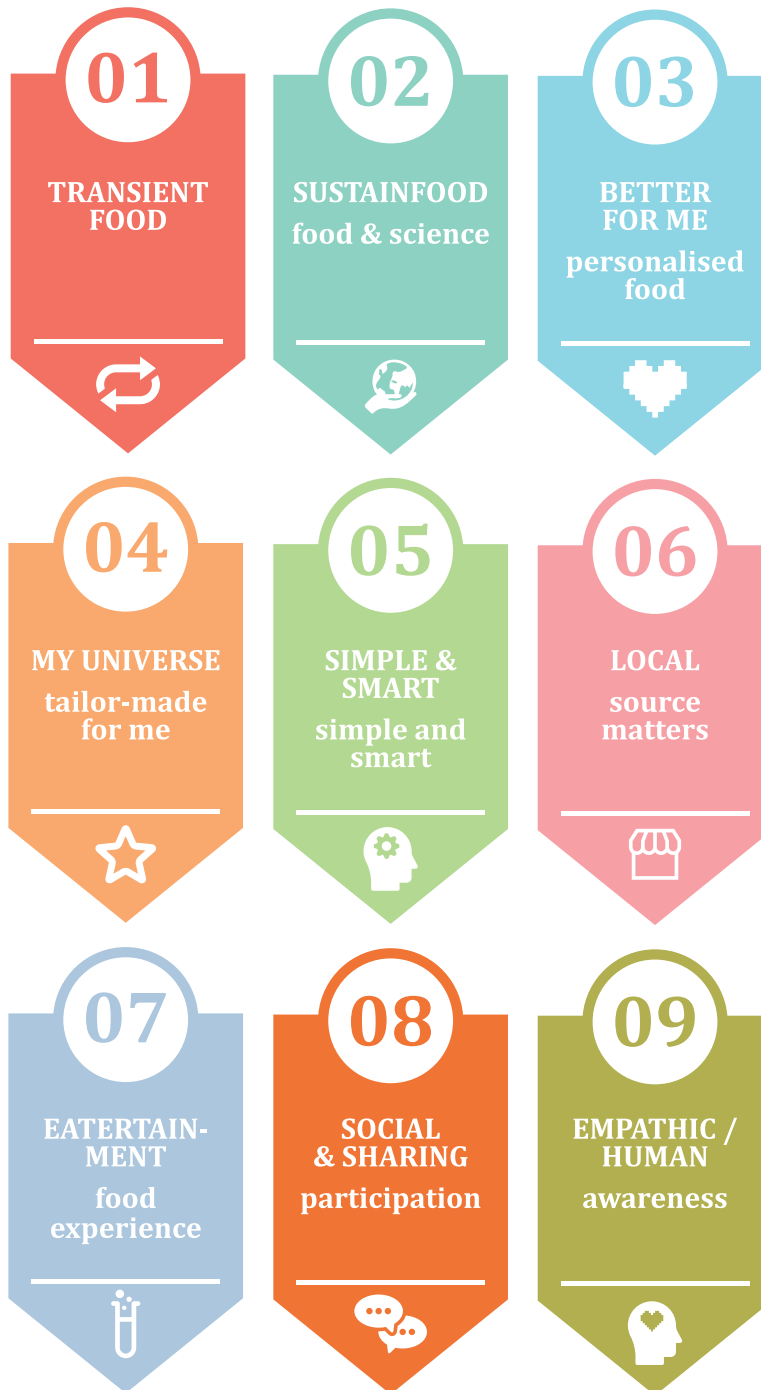 01
TRANSIENT
FOOD
02
SUSTAINFOOD
food & science
03
BETTER
FOR ME
personalised
food
04
MY UNIVERSE
tailor-made
for me
05
SIMPLE &
SMART
simple and
smart
06
LOCAL
source
matters
07
EATERTAIN-
MENT
food
experience
08
SOCIAL
& SHARING
participation
09
EMPATHIC /
HUMAN
awareness